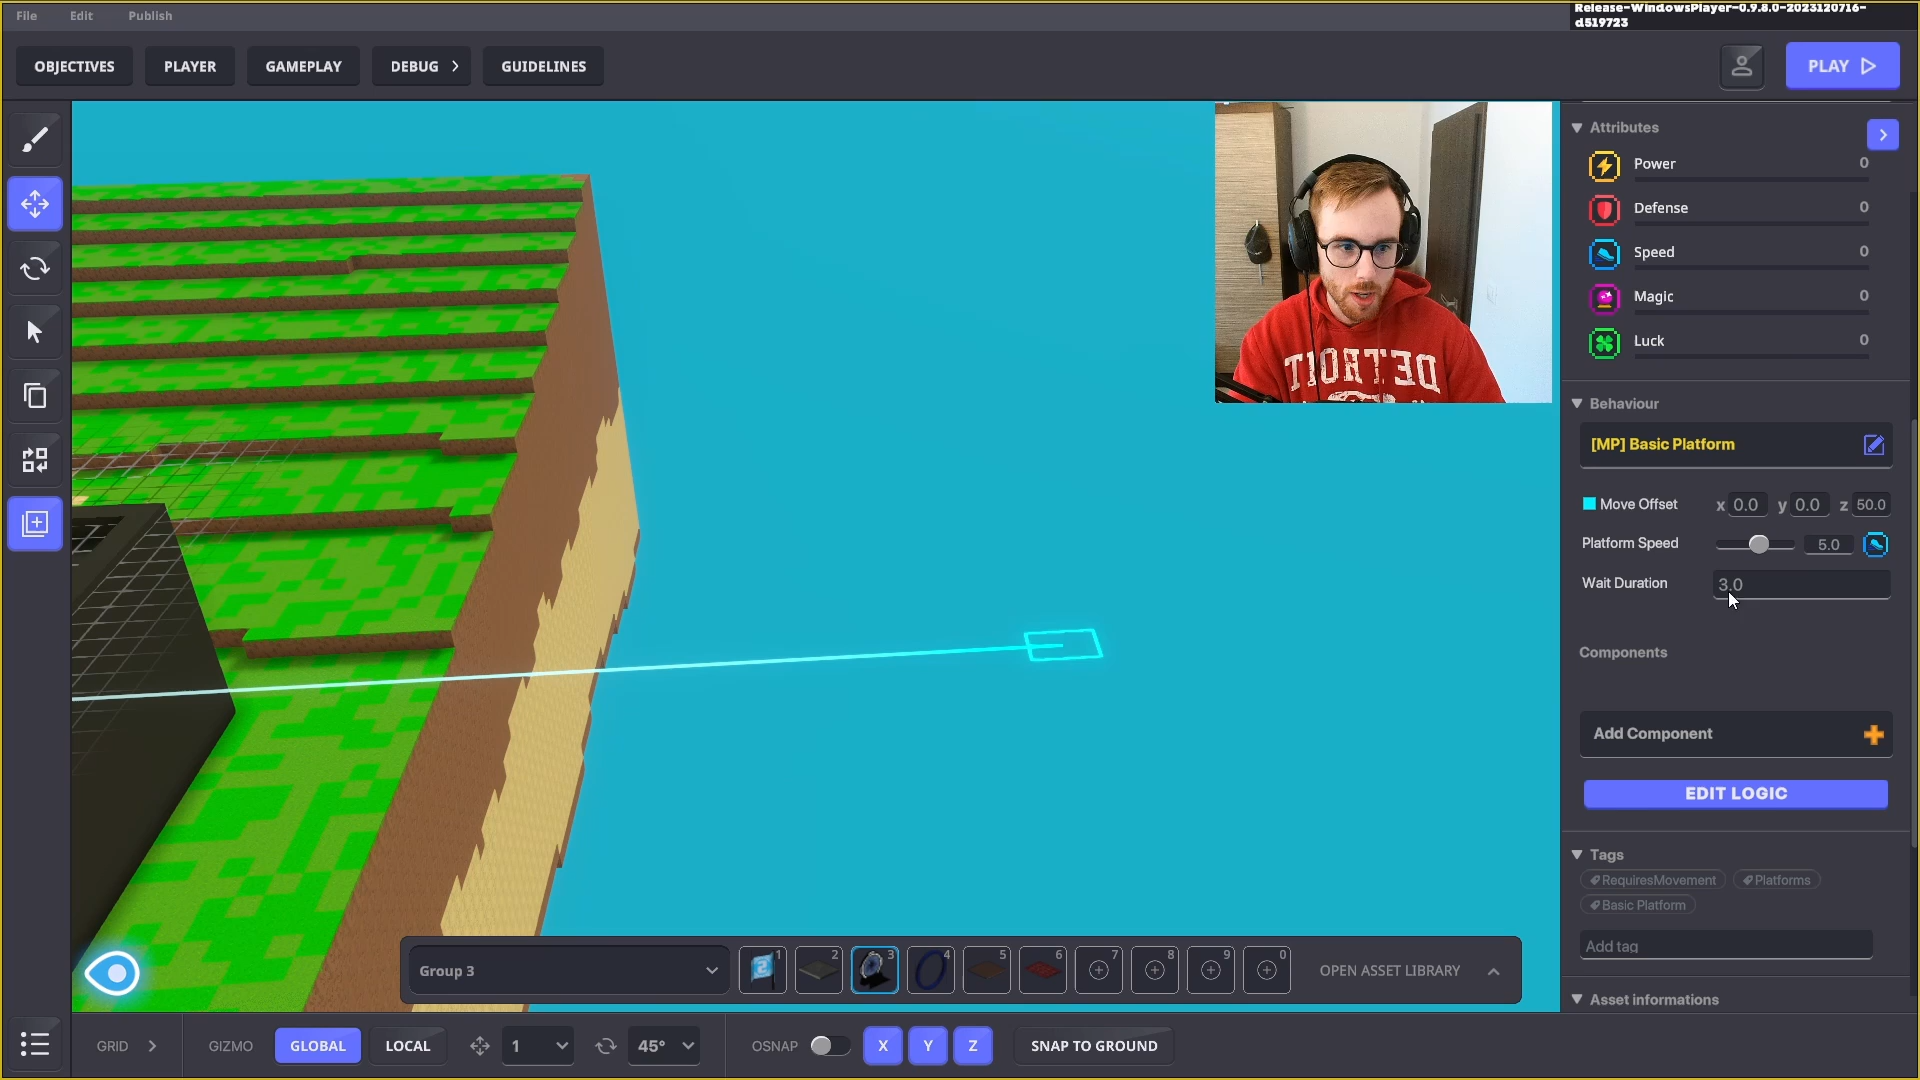 File Edit Publish
Release-WindowsPlayer-0.9.8.0-2023120716-
d519723
OBJECTIVES PLAYER GAMEPLAY DEBUG GUIDELINES
PLAY
Attributes
Power 0
Defense 0
Speed 0
Magic 0
Luck 0
DETROIT
Behaviour
[MP] Basic Platform
Move Offset x 0.0 y 0.0 z 50.0
Platform Speed 5.0
Wait Duration 3.0
Components
Add Component
EDIT LOGIC
Tags
RequiresMovement Platforms
Basic Platform
Add tag
Asset informations
Group 3
1 2 3 4 5 6 7 8 9 0
2
OPEN ASSET LIBRARY
GRID GIZMO GLOBAL LOCAL 1 45° OSNAP X Y Z SNAP TO GROUND